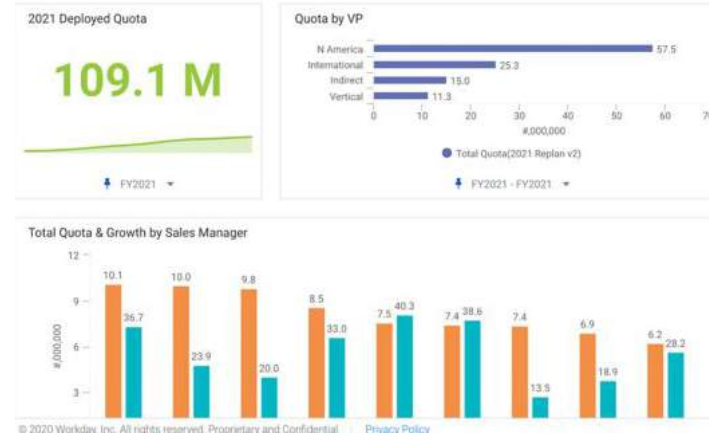 2021 Deployed Quota
109.1 M
FY2021
Quota by VP
N America 57.5
International 25.3
Indirect 15.0
Vertical 11.3
0 10 20 30 40 50 60
#,000,000
Total Quota(2021 Replan v2)
FY2021 - FY2021
Total Quota & Growth by Sales Manager
12
9
6
3
#,000,000
10.1 36.7
10.0 23.9
9.8 20.0
8.5 33.0
7.5 40.3
7.4 38.6
7.4 13.5
6.9 18.9
6.2 28.2
© 2020 Workday, Inc. All rights reserved. Proprietary and Confidential Privacy Policy